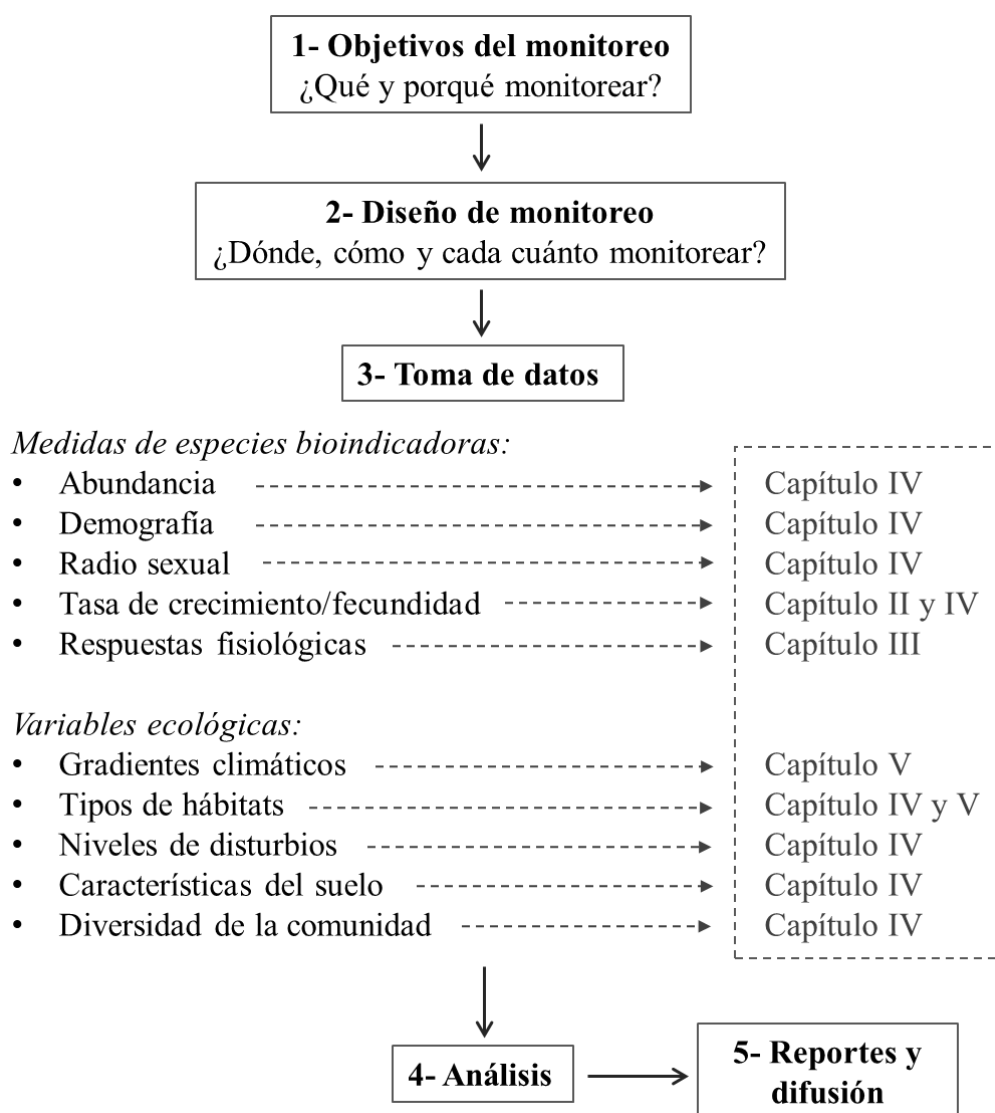 1- Objetivos del monitoreo
¿Qué y porqué monitorear?
2- Diseño de monitoreo
¿Dónde, cómo y cada cuánto monitorear?
3- Toma de datos
Medidas de especies bioindicadoras:
• Abundancia Capítulo IV
• Demografía Capítulo IV
• Radio sexual Capítulo IV
• Tasa de crecimiento/fecundidad Capítulo II y IV
• Respuestas fisiológicas Capítulo III
Variables ecológicas:
• Gradientes climáticos Capítulo V
• Tipos de hábitats Capítulo IV y V
• Niveles de disturbios Capítulo IV
• Características del suelo Capítulo IV
• Diversidad de la comunidad Capítulo IV
4- Análisis
5- Reportes y
difusión